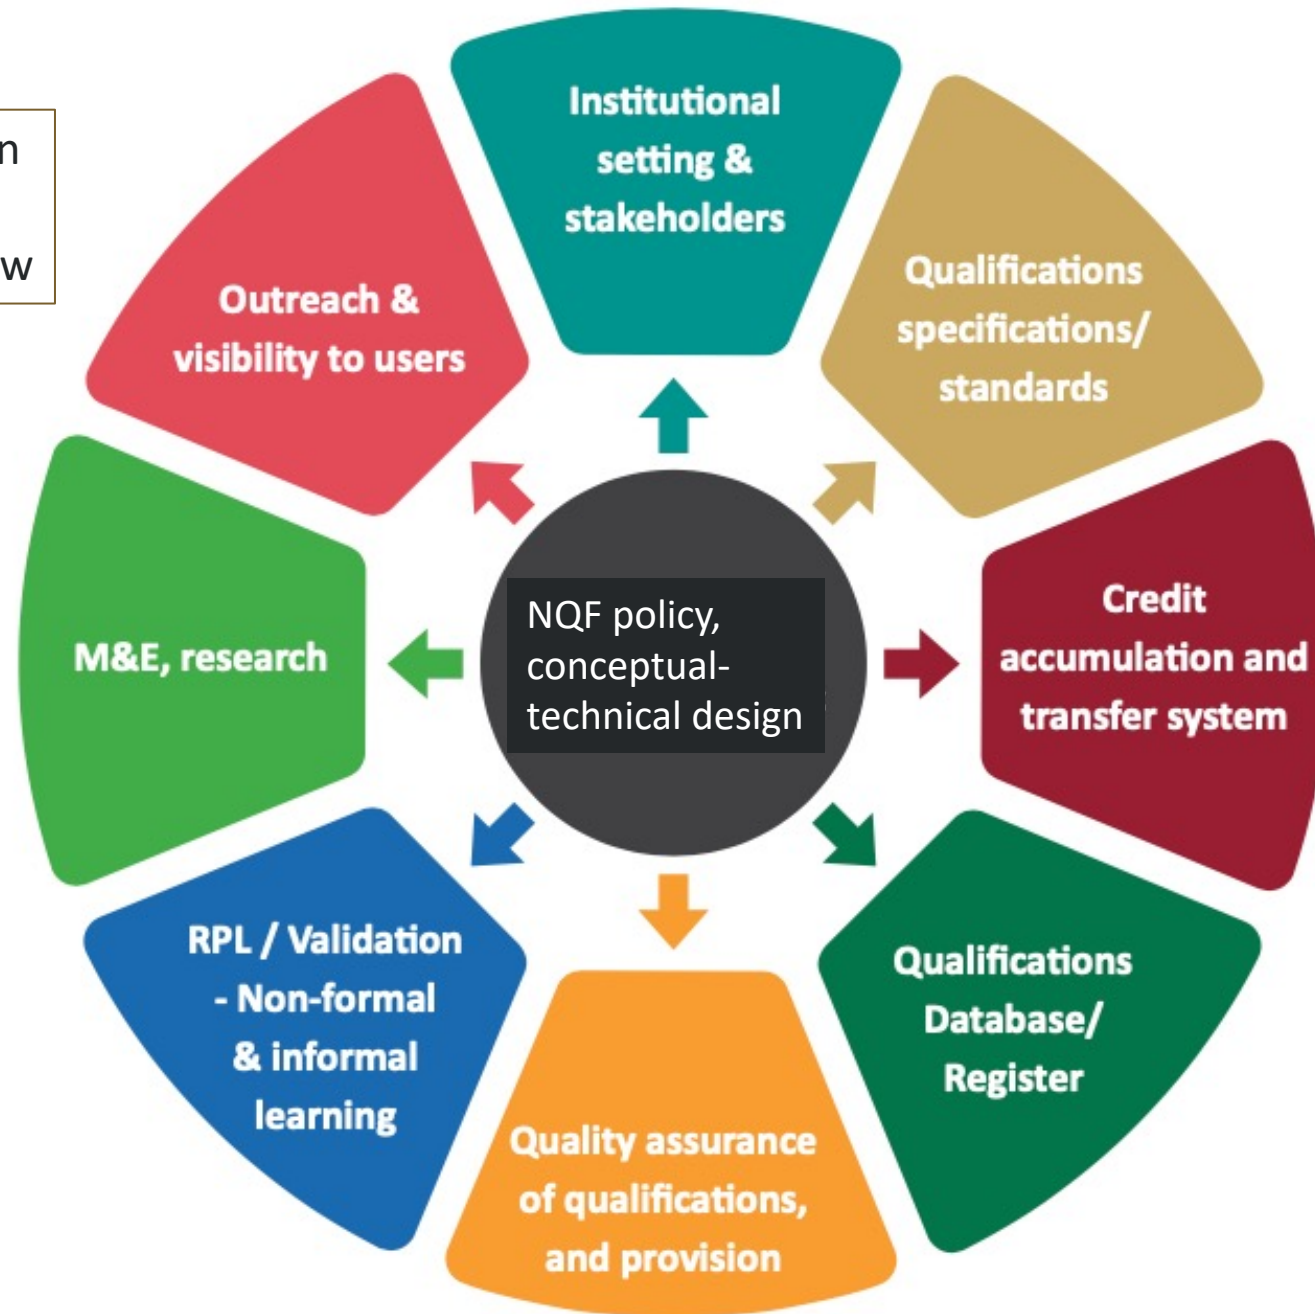 Institutional
setting &
stakeholders
Qualifications
specifications/
standards
Credit
accumulation and
transfer system
Qualifications
Database/
Register
Quality assurance
of qualifications,
and provision
RPL / Validation
- Non-formal
& informal
learning
M&E, research
Outreach &
visibility to users
NQF policy,
conceptual-
technical design